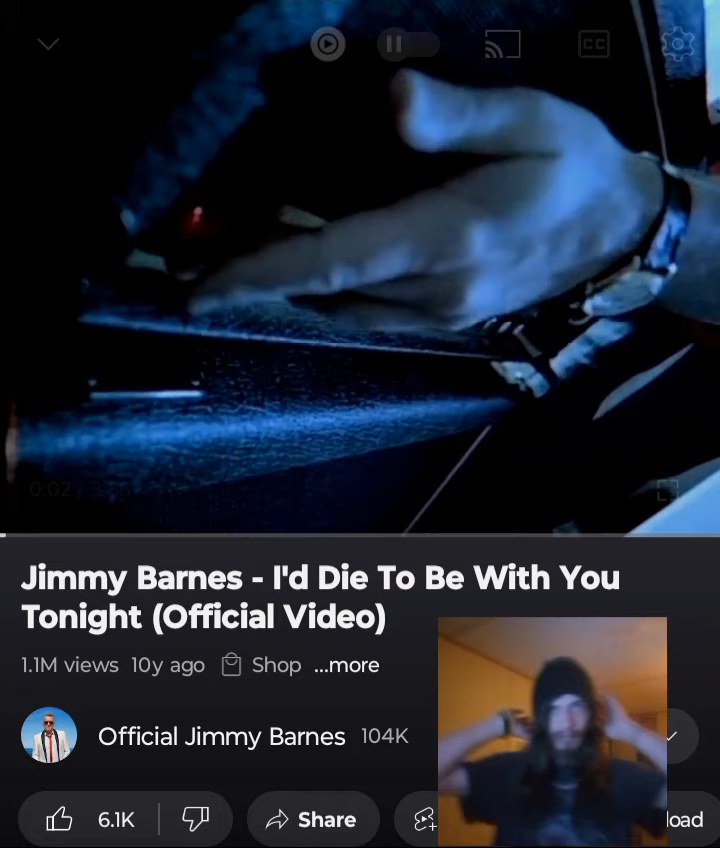 CC
Jimmy Barnes - I'd Die To Be With You
Tonight (Official Video)
1.1M views 10y ago Shop ...more
Official Jimmy Barnes 104K
6.1K Share load